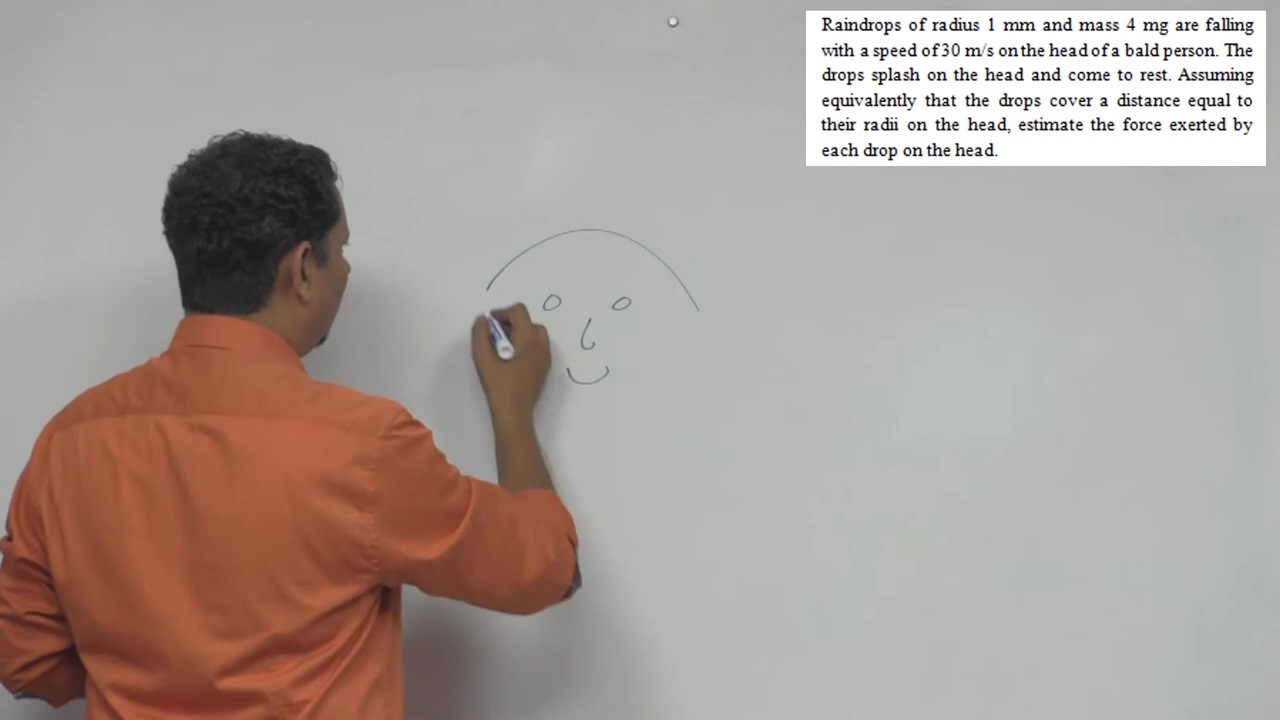 Raindrops of radius 1 mm and mass 4 mg are falling
with a speed of 30 m/s on the head of a bald person. The
drops splash on the head and come to rest. Assuming
equivalently that the drops cover a distance equal to
their radii on the head, estimate the force exerted by
each drop on the head.